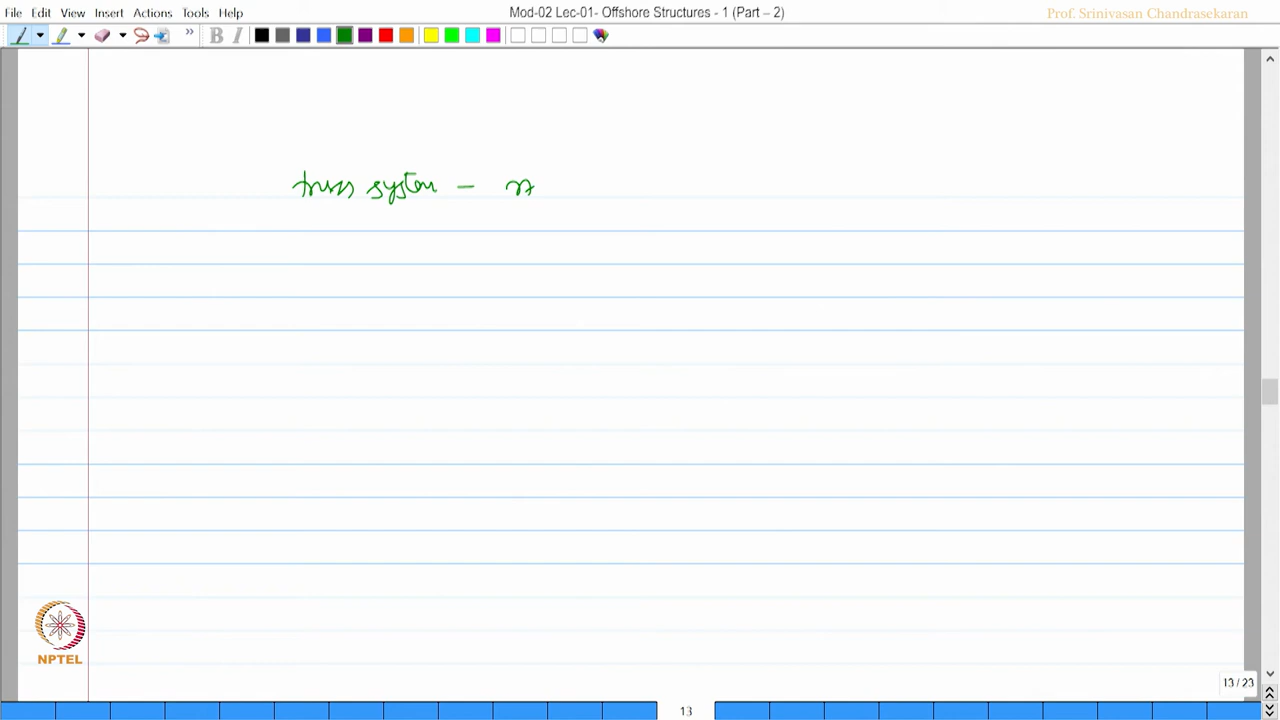 File Edit View Insert Actions Tools Help
Mod-02 Lec-01- Offshore Structures - 1 (Part – 2)
Prof. Srinivasan Chandrasekaran
B I
truss system –
NPTEL
13 / 23
13